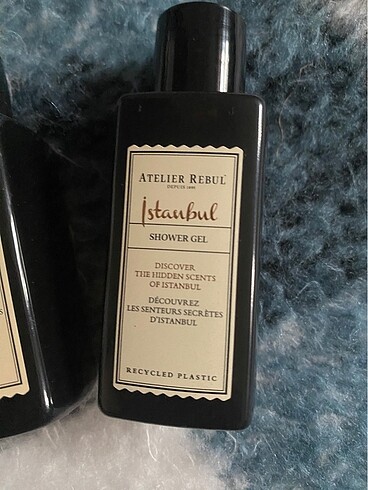 ATELIER REBUL
DEPUIS 1895
İstanbul
SHOWER GEL
DISCOVER
THE HIDDEN SCENTS
OF ISTANBUL
DÉCOUVREZ
LES SENTEURS SECRÈTES
D'ISTANBUL
RECYCLED PLASTIC